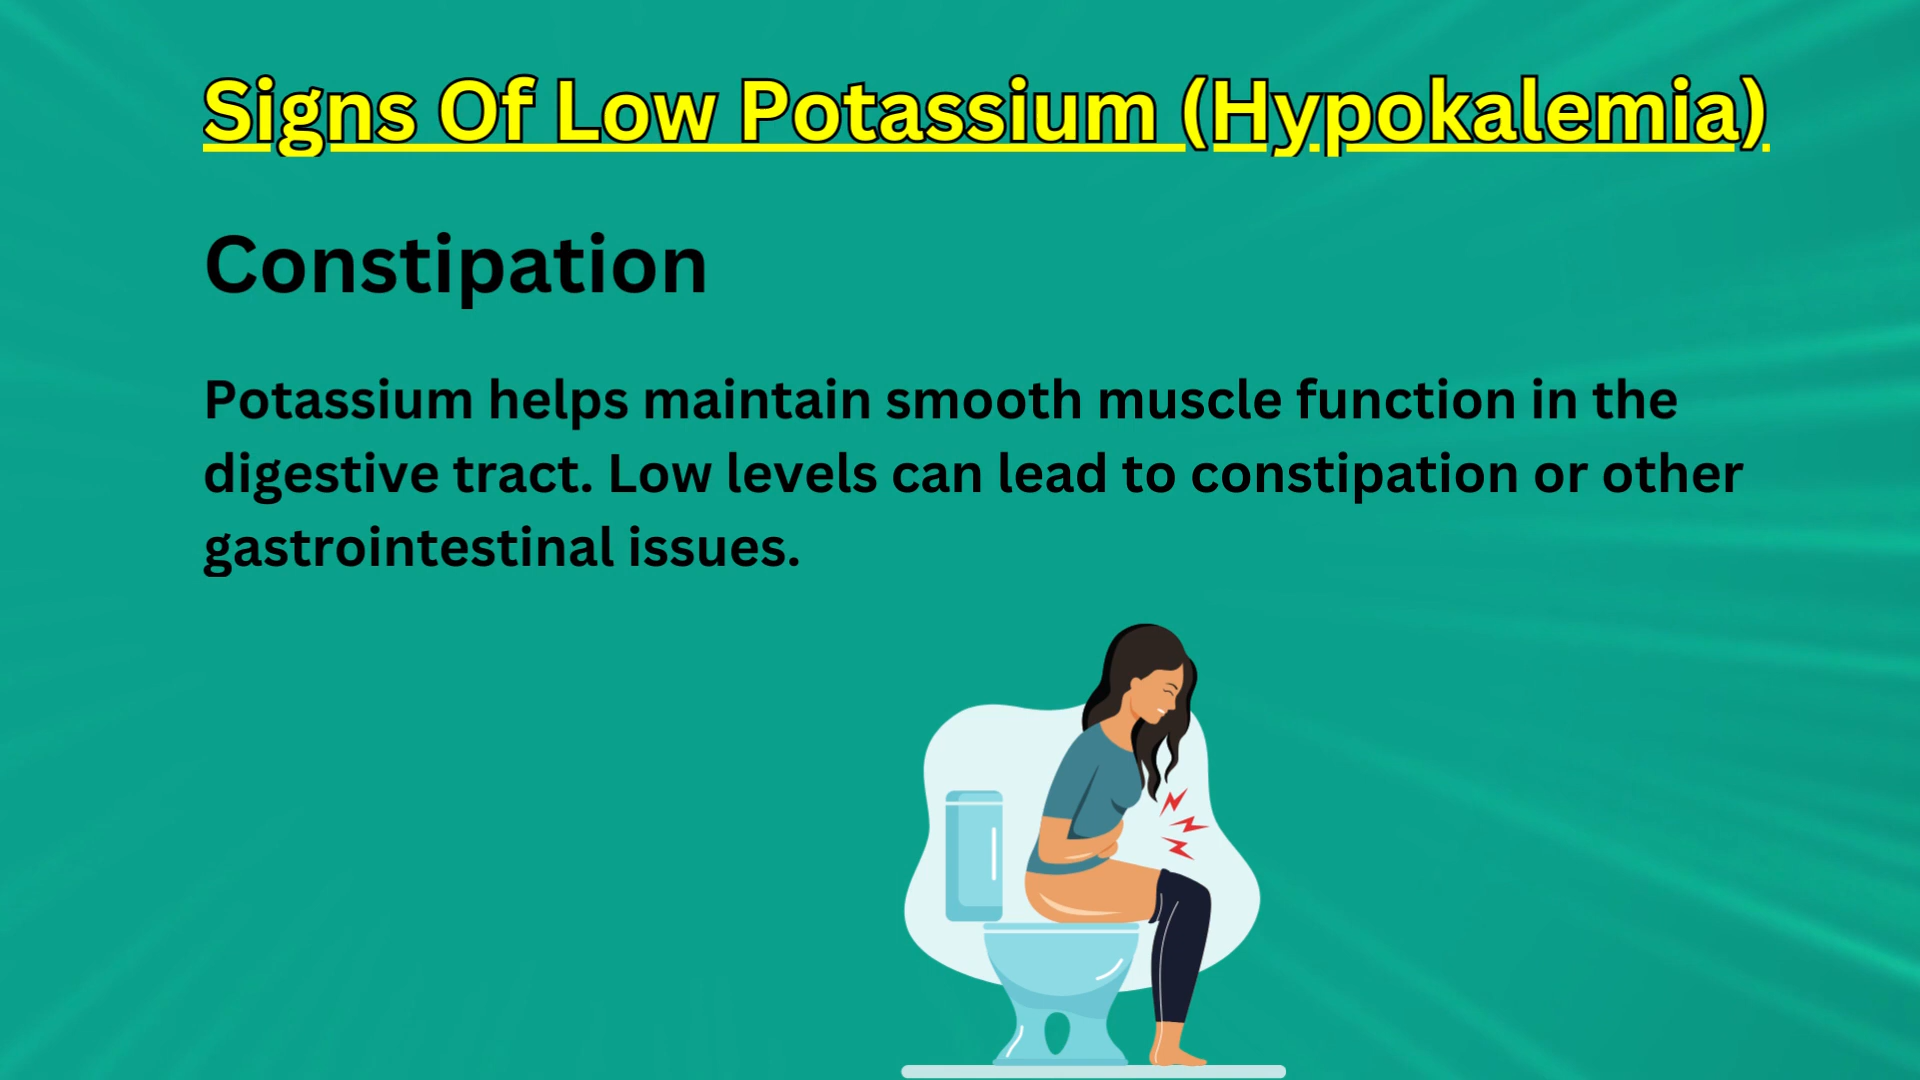 Signs Of Low Potassium (Hypokalemia)
Constipation
Potassium helps maintain smooth muscle function in the
digestive tract. Low levels can lead to constipation or other
gastrointestinal issues.